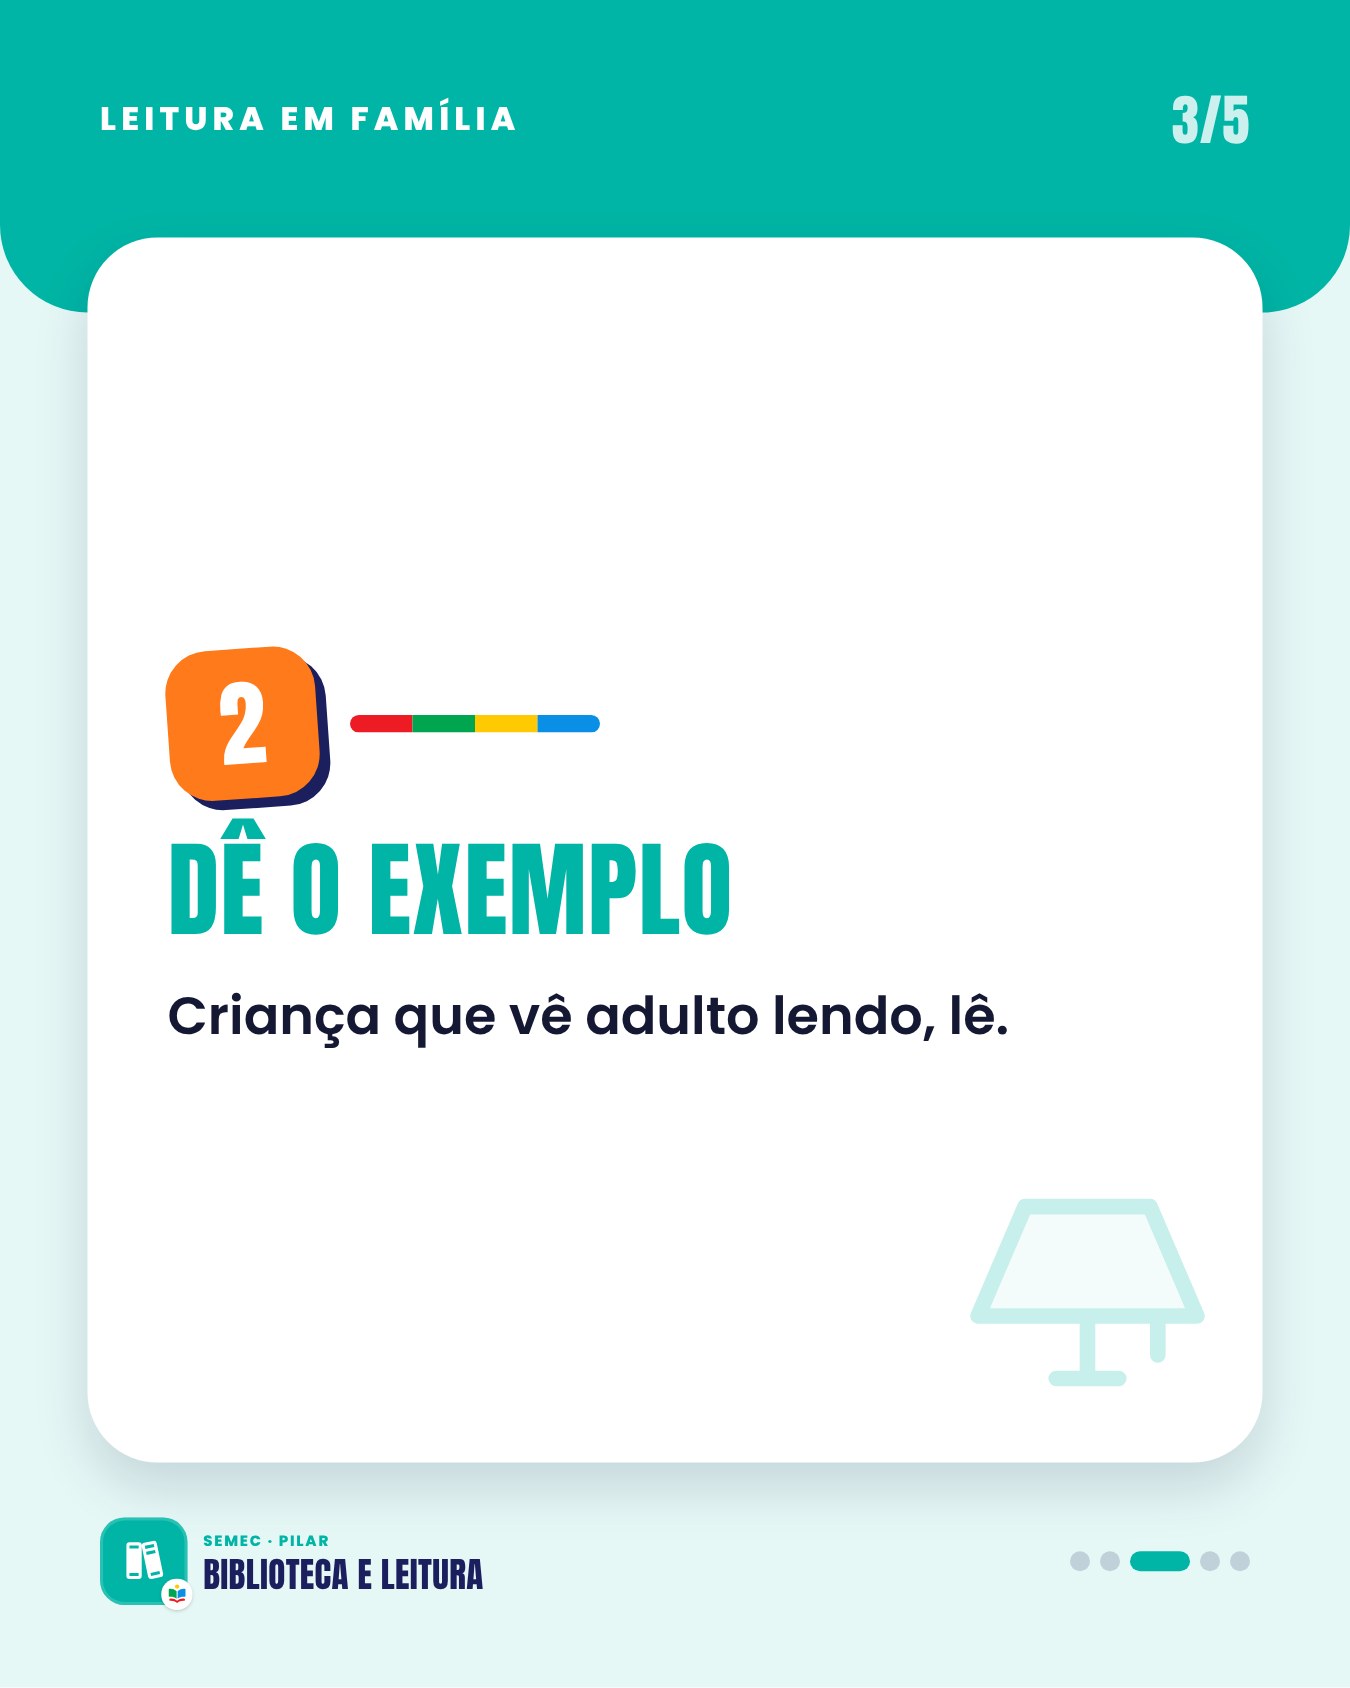 LEITURA EM FAMÍLIA
3/5
2
DÊ O EXEMPLO
Criança que vê adulto lendo, lê.
SEMEC · PILAR
BIBLIOTECA E LEITURA